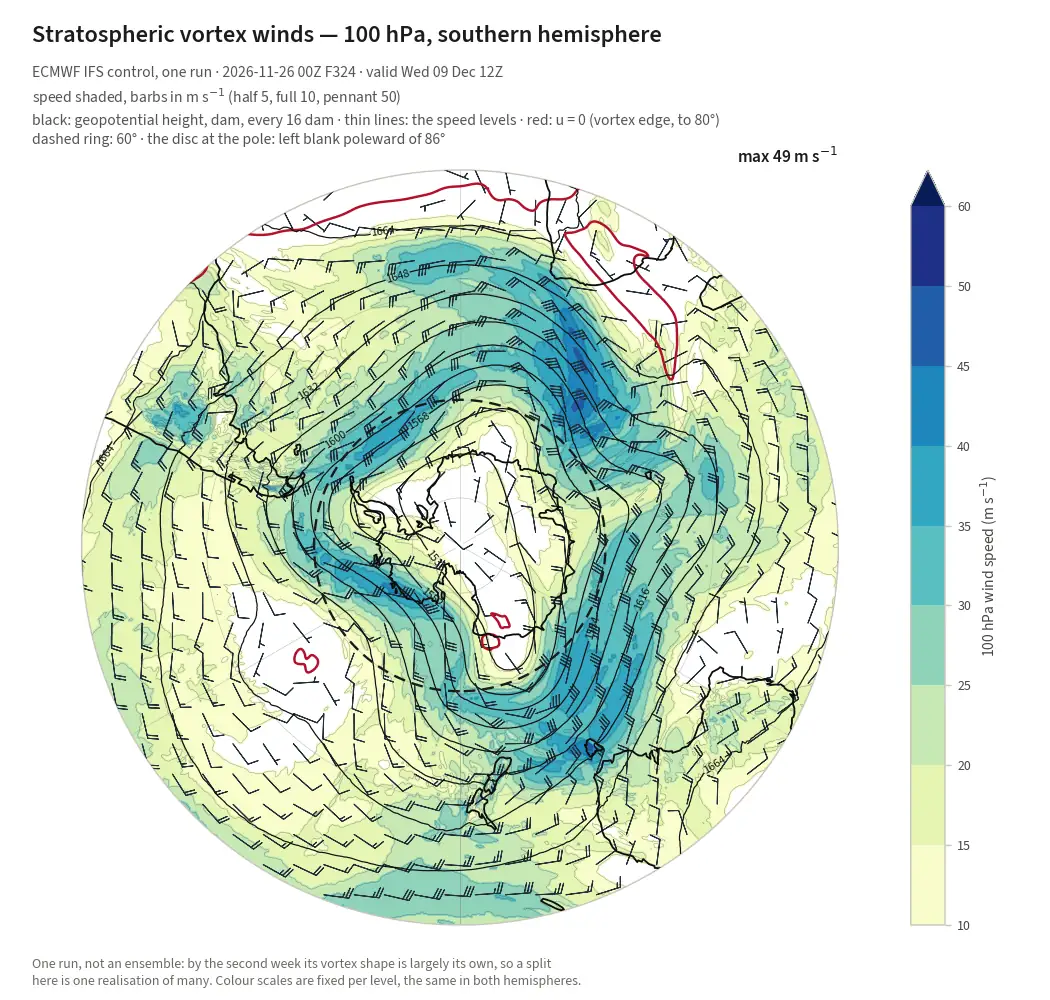 Stratospheric vortex winds — 100 hPa, southern hemisphere
ECMWF IFS control, one run · 2026-11-26 00Z F324 · valid Wed 09 Dec 12Z
speed shaded, barbs in m s⁻¹ (half 5, full 10, pennant 50)
black: geopotential height, dam, every 16 dam · thin lines: the speed levels · red: u = 0 (vortex edge, to 80°)
dashed ring: 60° · the disc at the pole: left blank poleward of 86°
max 49 m s⁻¹
1664
1648
1632
1600
1568
1664
1616
1664
60
50
45
40
35
30
25
20
15
10
100 hPa wind speed (m s⁻¹)
One run, not an ensemble: by the second week its vortex shape is largely its own, so a split
here is one realisation of many. Colour scales are fixed per level, the same in both hemispheres.